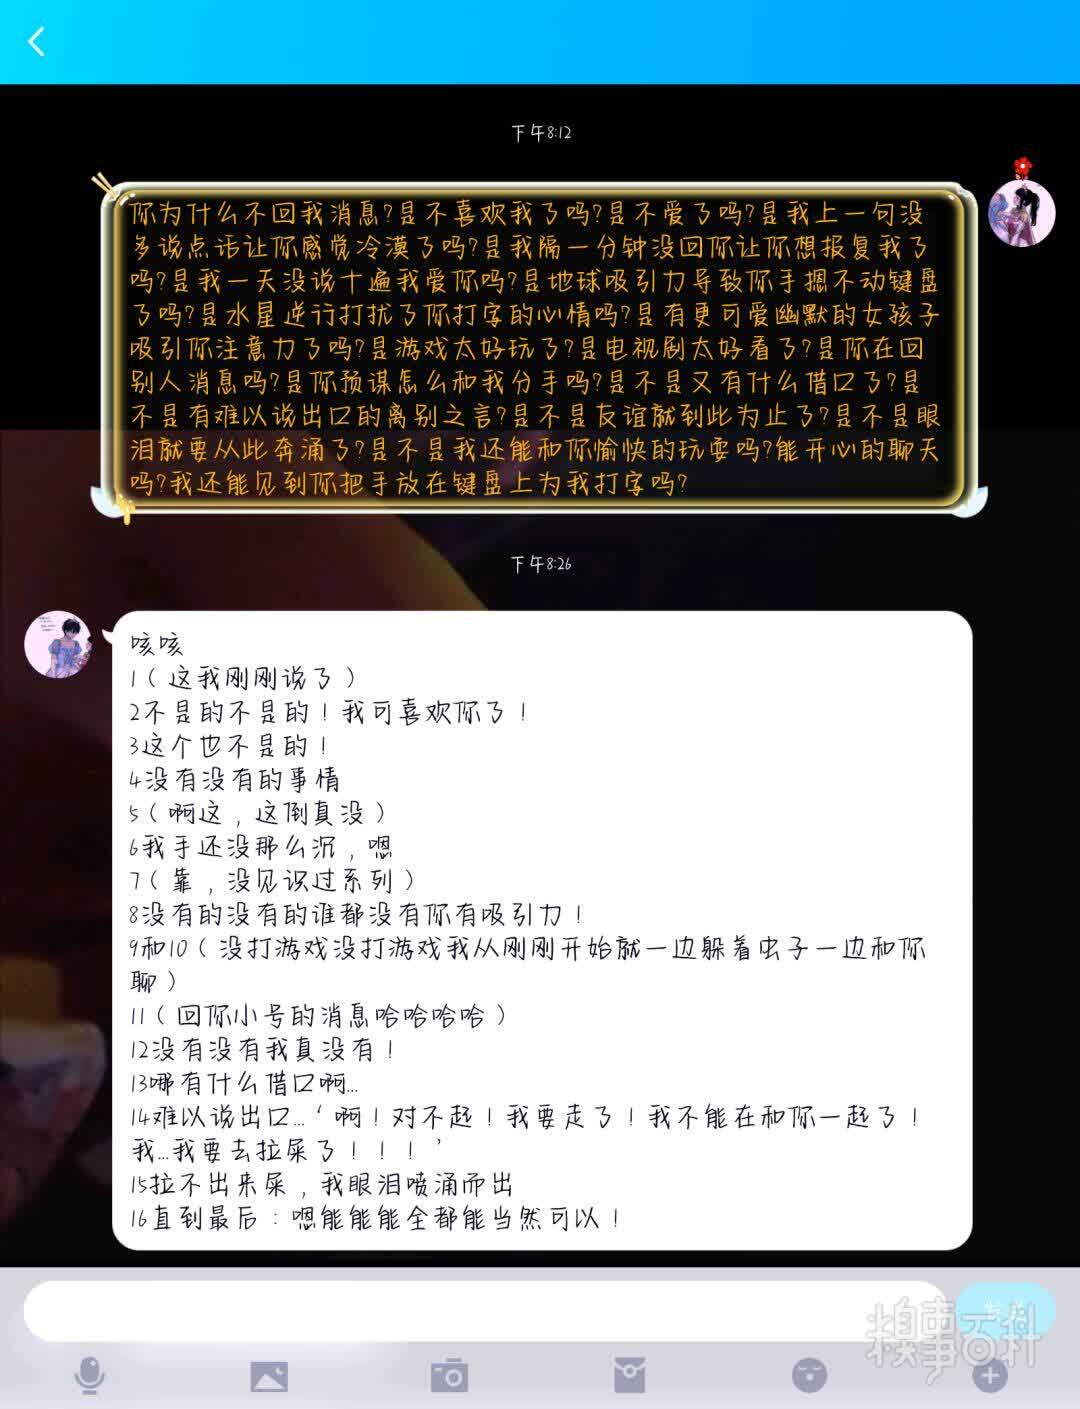 下午8:12
你为什么不回我消息?是不喜欢我了吗?是不爱了吗?是我上一句没
多说点话让你感觉冷漠了吗?是我隔一分钟没回你让你想报复我了
吗?是我一天没说十遍我爱你吗?是地球吸引力导致你手摁不动键盘
了吗?是水星逆行打扰了你打字的心情吗?是有更可爱幽默的女孩子
吸引你注意力了吗?是游戏太好玩了?是电视剧太好看了?是你在回
别人消息吗?是你预谋怎么和我分手吗?是不是又有什么借口了?是
不是有难以说出口的离别之言?是不是友谊就到此为止了?是不是眼
泪就要从此奔涌了?是不是我还能和你愉快的玩耍吗?能开心的聊天
吗?我还能见到你把手放在键盘上为我打字吗?
下午8:26
咳咳
1（这我刚刚说了）
2不是的不是的！我可喜欢你了！
3这个也不是的！
4没有没有的事情
5（啊这，这倒真没）
6我手还没那么沉，嗯
7（靠，没见识过系列）
8没有的没有的谁都没有你有吸引力！
9和10（没打游戏没打游戏我从刚刚开始就一边躲着虫子一边和你
聊）
11（回你小号的消息哈哈哈哈）
12没有没有我真没有！
13哪有什么借口啊...
14难以说出口...‘啊！对不起！我要走了！我不能在和你一起了！
我...我要去拉屎了！！！’
15拉不出来屎，我眼泪喷涌而出
16直到最后：嗯能能能全都能当然可以！
发送
糗事百科